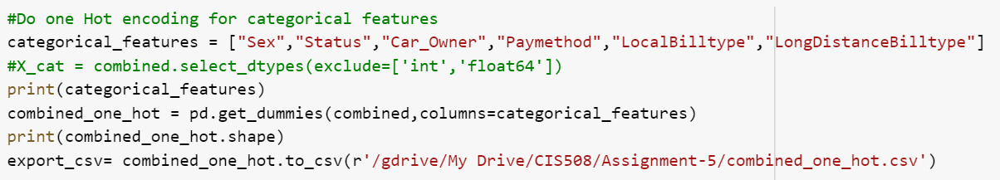 #Do one Hot encoding for categorical features
categorical_features = ["Sex","Status","Car_Owner","Paymethod","LocalBilltype","LongDistanceBilltype"]
#X_cat = combined.select_dtypes(exclude=['int','float64'])
print(categorical_features)
combined_one_hot = pd.get_dummies(combined,columns=categorical_features)
print(combined_one_hot.shape)
export_csv= combined_one_hot.to_csv(r'/gdrive/My Drive/CIS508/Assignment-5/combined_one_hot.csv')